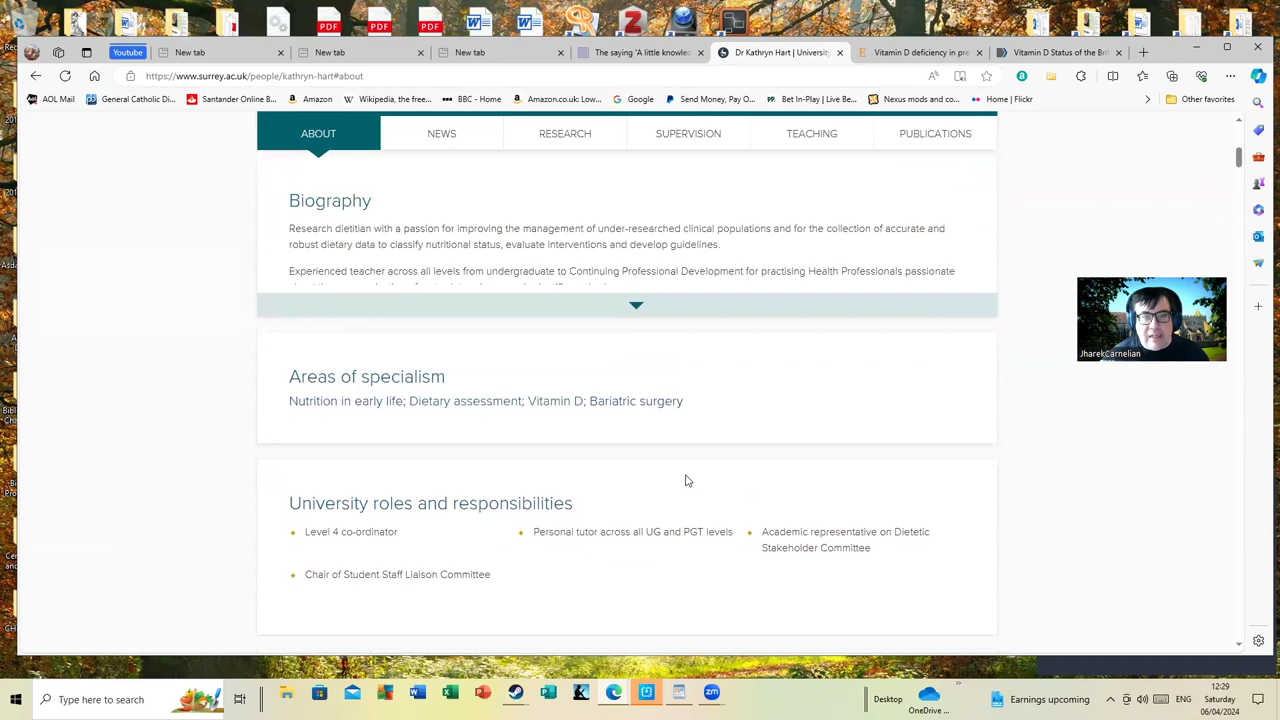 PDF
PDF
PDF
Youtube
New tab
New tab
New tab
The saying 'A little knowle
Dr Kathryn Hart | University
Vitamin D deficiency in pre
Vitamin D Status of the Brit
https://www.surrey.ac.uk/people/kathryn-hart#about
AOL Mail
General Catholic Di...
Santander Online B...
Amazon
Wikipedia, the free...
BBC - Home
Amazon.co.uk: Low...
Google
Send Money, Pay O...
Bet In-Play | Live Be...
Nexus mods and co...
Home | Flickr
Other favorites
ABOUT
NEWS
RESEARCH
SUPERVISION
TEACHING
PUBLICATIONS
Biography
Research dietitian with a passion for improving the management of under-researched clinical populations and for the collection of accurate and
robust dietary data to classify nutritional status, evaluate interventions and develop guidelines.
Experienced teacher across all levels from undergraduate to Continuing Professional Development for practising Health Professionals passionate
JharekCarnelian
Areas of specialism
Nutrition in early life; Dietary assessment; Vitamin D; Bariatric surgery
University roles and responsibilities
Level 4 co-ordinator
Personal tutor across all UG and PGT levels
Academic representative on Dietetic
Stakeholder Committee
Chair of Student Staff Liaison Committee
Type here to search
Desktop
OneDrive ...
Earnings upcoming
ENG
12:29
Saturday
06/04/2024